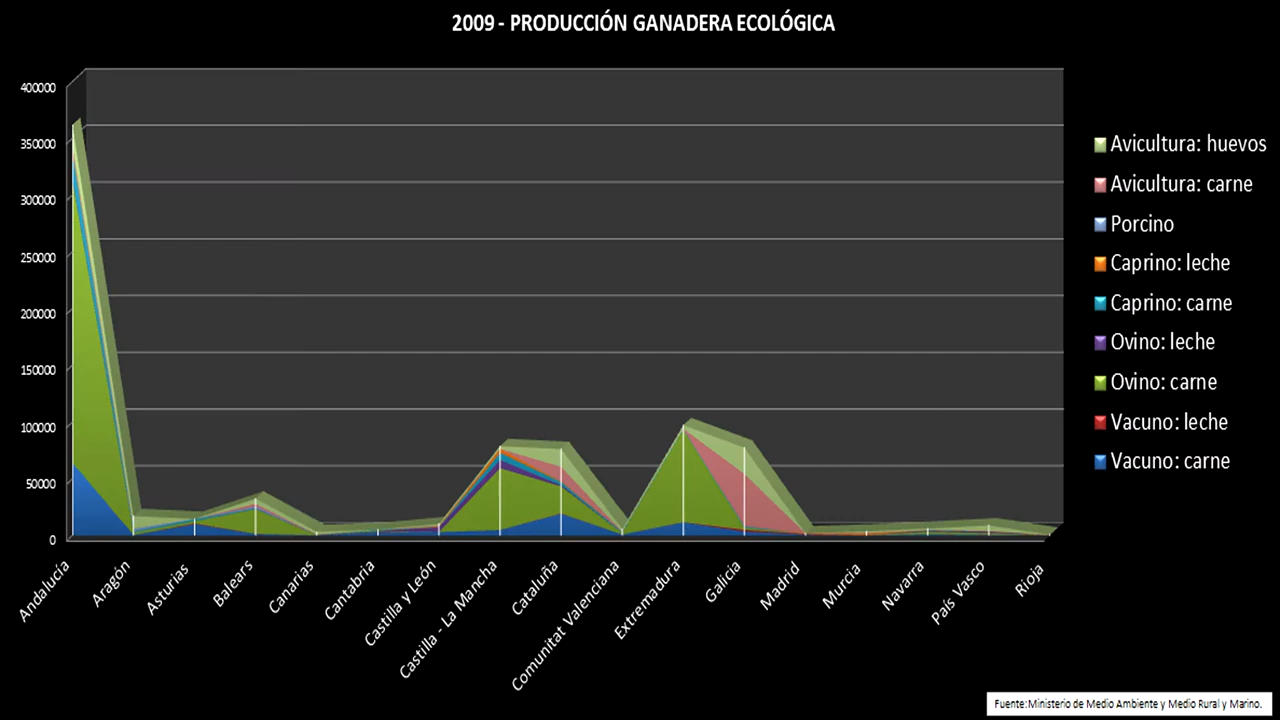 2009 - PRODUCCIÓN GANADERA ECOLÓGICA
400000
350000
300000
250000
200000
150000
100000
50000
0
Andalucía
Aragón
Asturias
Balears
Canarias
Cantabria
Castilla y León
Castilla - La Mancha
Cataluña
Comunitat Valenciana
Extremadura
Galicia
Madrid
Murcia
Navarra
País Vasco
Rioja
Avicultura: huevos
Avicultura: carne
Porcino
Caprino: leche
Caprino: carne
Ovino: leche
Ovino: carne
Vacuno: leche
Vacuno: carne
Fuente: Ministerio de Medio Ambiente y Medio Rural y Marino.